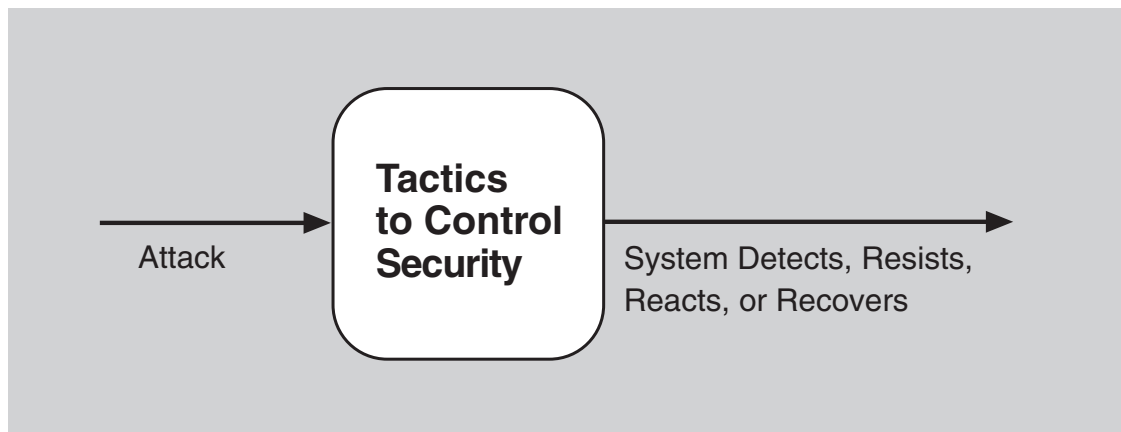 Attack
Tactics
to Control
Security
System Detects, Resists,
Reacts, or Recovers